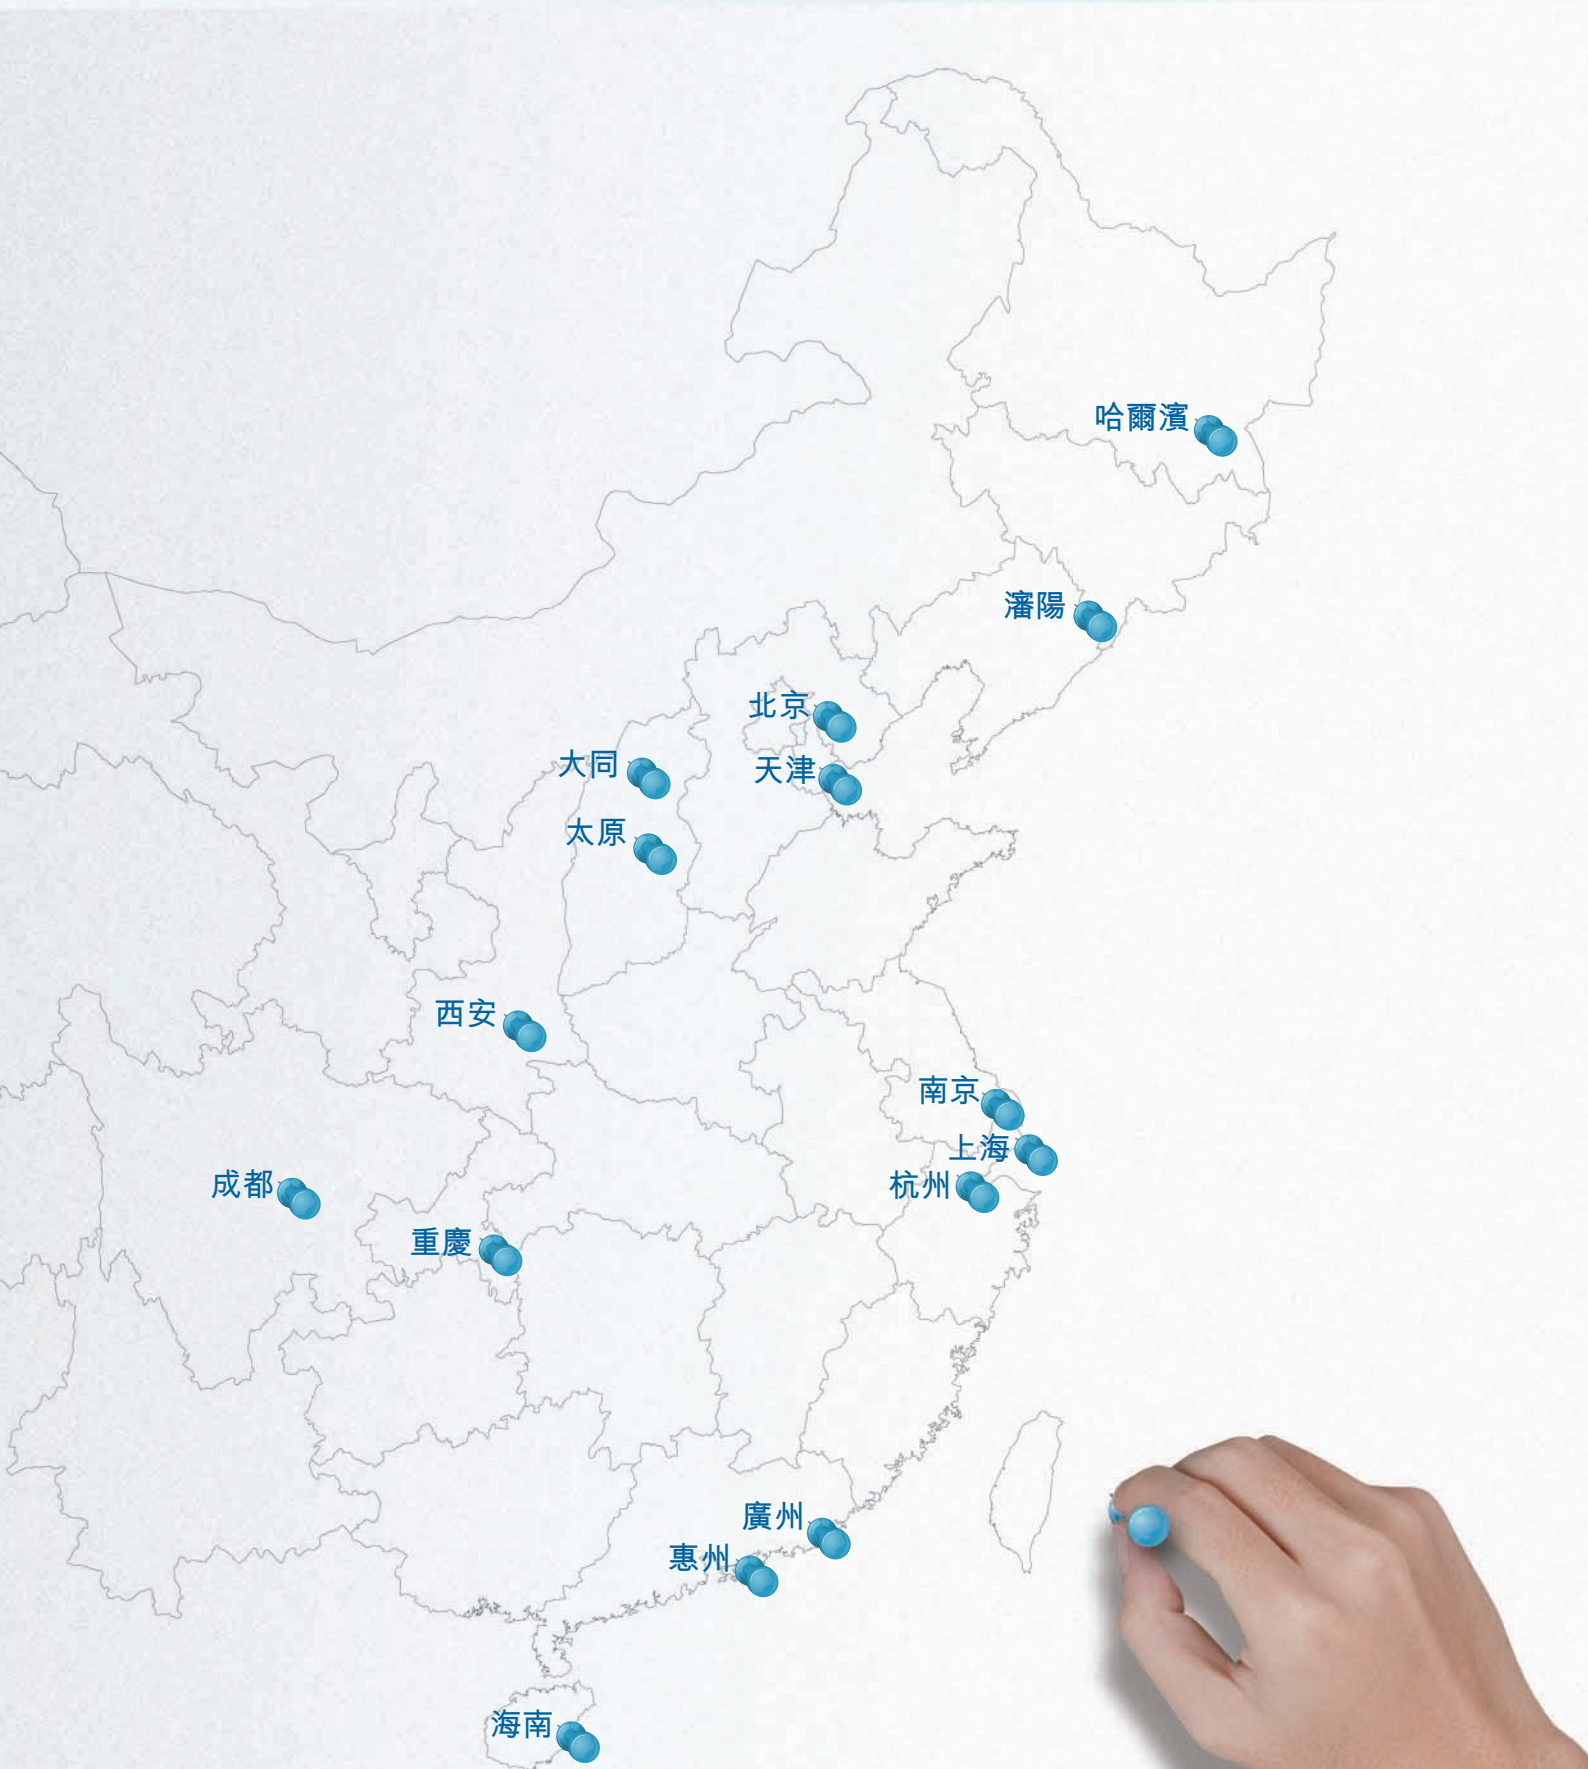 哈爾濱
瀋陽
北京
大同
天津
太原
西安
南京
上海
杭州
成都
重慶
廣州
惠州
海南